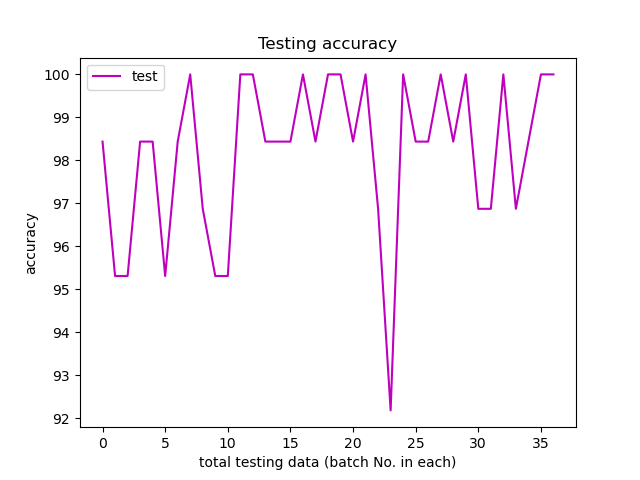 Testing accuracy
test
accuracy
100
99
98
97
96
95
94
93
92
0 5 10 15 20 25 30 35
total testing data (batch No. in each)